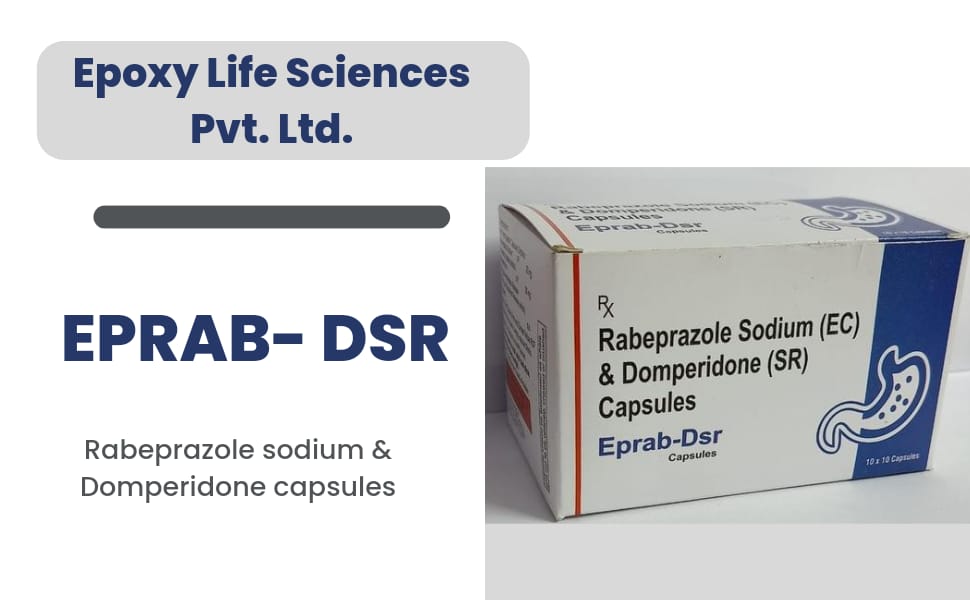 Epoxy Life Sciences
Pvt. Ltd.
EPRAB- DSR
Rabeprazole sodium &
Domperidone capsules
Rabeprazole Sodium (EC)
& Domperidone (SR)
Capsules
Eprab-Dsr
Capsules
Rx
Rabeprazole Sodium (EC)
& Domperidone (SR)
Capsules
Eprab-Dsr
Capsules
10 x 10 Capsules